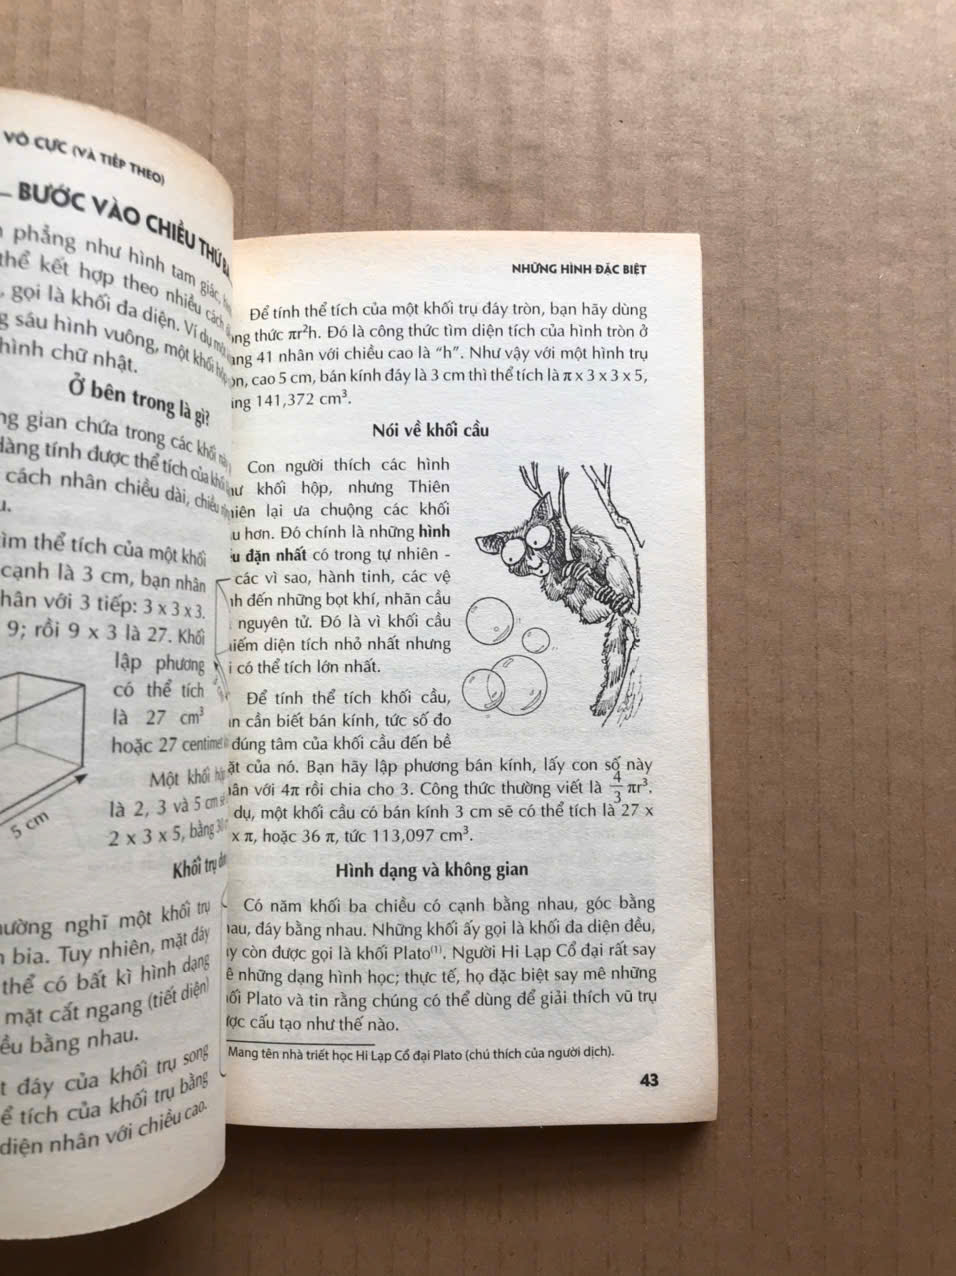 VÔ CỰC (VÀ TIẾP THEO)
– BƯỚC VÀO CHIỀU THỨ BA
phẳng như hình tam giác,
thể kết hợp theo nhiều cách
, gọi là khối đa diện. Ví dụ một
sáu hình vuông, một khối hộp
hình chữ nhật.
Ở bên trong là gì?
gian chứa trong các khối này
dàng tính được thể tích của khối
cách nhân chiều dài, chiều
tìm thể tích của một khối
cạnh là 3 cm, bạn nhân
nhân với 3 tiếp: 3 x 3 x 3.
9; rồi 9 x 3 là 27. Khối
lập phương
có thể tích
là 27 cm³
hoặc 27 centimet
Một khối hộp
là 2, 3 và 5 cm
2 x 3 x 5, bằng 30
5 cm
Khối trụ
thường nghĩ một khối trụ
bia. Tuy nhiên, mặt đáy
thể có bất kì hình dạng
mặt cắt ngang (tiết diện)
đều bằng nhau.
đáy của khối trụ song
tích của khối trụ bằng
diện nhân với chiều cao.
NHỮNG HÌNH ĐẶC BIỆT
Để tính thể tích của một khối trụ đáy tròn, bạn hãy dùng
công thức πr²h. Đó là công thức tìm diện tích của hình tròn ở
trang 41 nhân với chiều cao là “h”. Như vậy với một hình trụ
tròn, cao 5 cm, bán kính đáy là 3 cm thì thể tích là π x 3 x 3 x 5,
bằng 141,372 cm³.
Nói về khối cầu
Con người thích các hình
như khối hộp, nhưng Thiên
nhiên lại ưa chuộng các khối
cầu hơn. Đó chính là những hình
đều đặn nhất có trong tự nhiên -
các vì sao, hành tinh, các vệ
tinh đến những bọt khí, nhãn cầu
nguyên tử. Đó là vì khối cầu
chiếm diện tích nhỏ nhất nhưng
lại có thể tích lớn nhất.
Để tính thể tích khối cầu,
bạn cần biết bán kính, tức số đo
đúng tâm của khối cầu đến bề
mặt của nó. Bạn hãy lập phương bán kính, lấy con số này
nhân với 4π rồi chia cho 3. Công thức thường viết là 4/3 πr³.
dụ, một khối cầu có bán kính 3 cm sẽ có thể tích là 27 x
x π, hoặc 36 π, tức 113,097 cm³.
Hình dạng và không gian
Có năm khối ba chiều có cạnh bằng nhau, góc bằng
nhau, đáy bằng nhau. Những khối ấy gọi là khối đa diện đều,
hay còn được gọi là khối Plato⁽¹⁾. Người Hi Lạp Cổ đại rất say
mê những dạng hình học; thực tế, họ đặc biệt say mê những
khối Plato và tin rằng chúng có thể dùng để giải thích vũ trụ
được cấu tạo như thế nào.
Mang tên nhà triết học Hi Lạp Cổ đại Plato (chú thích của người dịch).
43